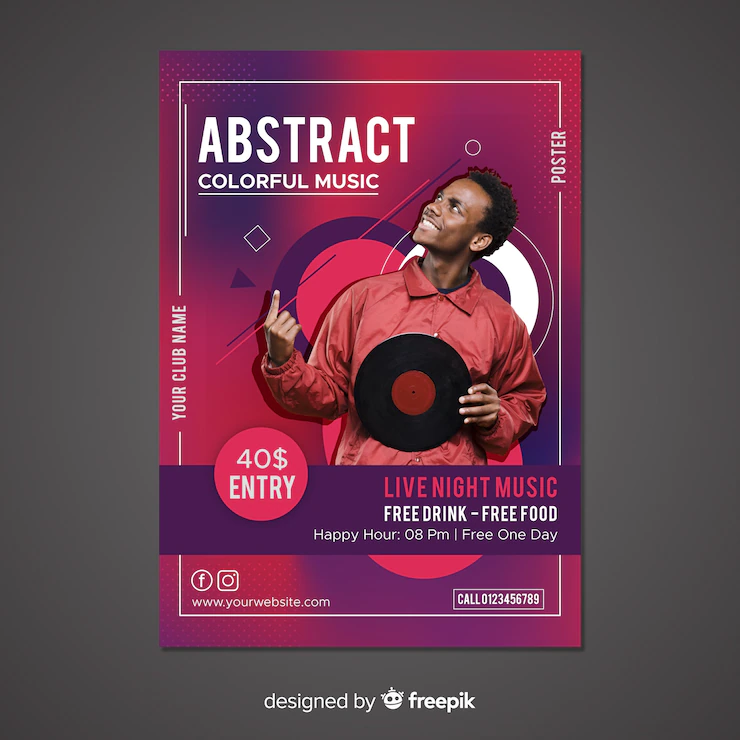 ABSTRACT
COLORFUL MUSIC
POSTER
YOUR CLUB NAME
40$
ENTRY
LIVE NIGHT MUSIC
FREE DRINK – FREE FOOD
Happy Hour: 08 Pm | Free One Day
www.yourwebsite.com
CALL 0123456789
designed by freepik